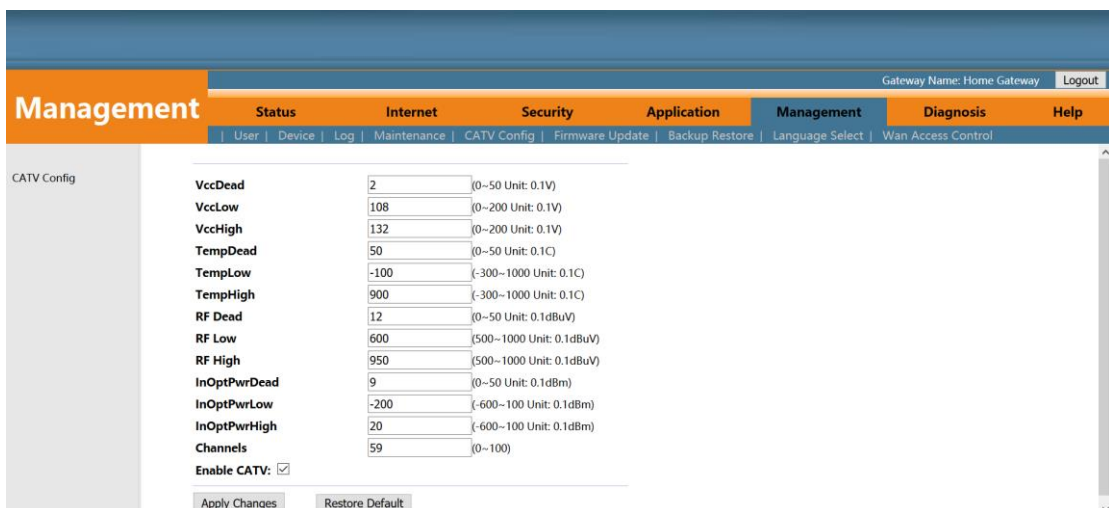 Gateway Name: Home Gateway Logout
Management
Status Internet Security Application Management Diagnosis Help
| User | Device | Log | Maintenance | CATV Config | Firmware Update | Backup Restore | Language Select | Wan Access Control
CATV Config
VccDead 2 (0~50 Unit: 0.1V)
VccLow 108 (0~200 Unit: 0.1V)
VccHigh 132 (0~200 Unit: 0.1V)
TempDead 50 (0~50 Unit: 0.1C)
TempLow -100 (-300~1000 Unit: 0.1C)
TempHigh 900 (-300~1000 Unit: 0.1C)
RF Dead 12 (0~50 Unit: 0.1dBuV)
RF Low 600 (500~1000 Unit: 0.1dBuV)
RF High 950 (500~1000 Unit: 0.1dBuV)
InOptPwrDead 9 (0~50 Unit: 0.1dBm)
InOptPwrLow -200 (-600~100 Unit: 0.1dBm)
InOptPwrHigh 20 (-600~100 Unit: 0.1dBm)
Channels 59 (0~100)
Enable CATV:
Apply Changes Restore Default